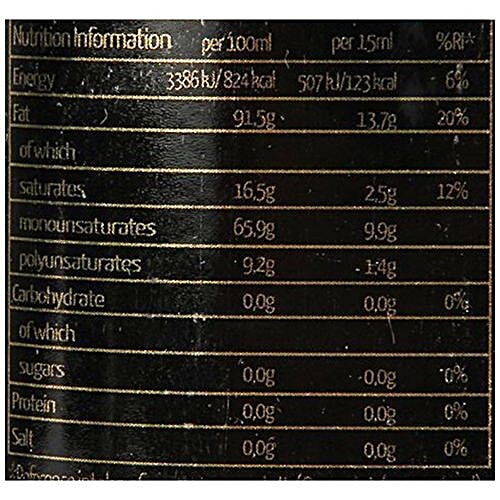 Nutrition Information per 100ml per 15ml %RI*
Energy 3386 kJ/824 kcal 507 kJ/123 kcal 6%
Fat 91,5g 13,7g 20%
of which
saturates 16,5g 2,5g 12%
monounsaturates 65,9g 9,9g
polyunsaturates 9,2g 1,4g
Carbohydrate 0,0g 0,0g 0%
of which
sugars 0,0g 0,0g 0%
Protein 0,0g 0,0g 0%
Salt 0,0g 0,0g 0%